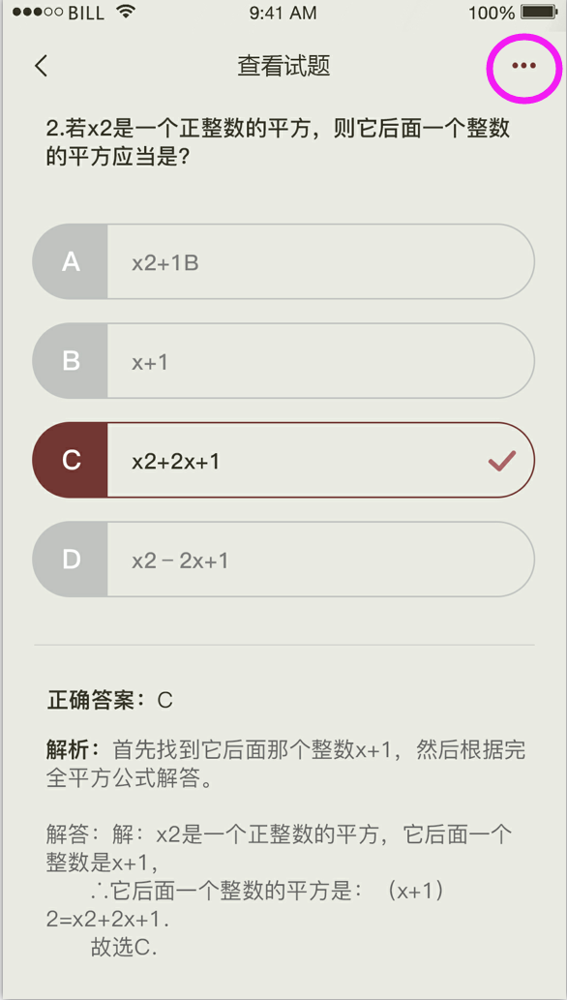 BILL 9:41 AM 100%
查看试题
2.若x2是一个正整数的平方，则它后面一个整数
的平方应当是?
A x2+1B
B x+1
C x2+2x+1
D x2－2x+1
正确答案：C
解析：首先找到它后面那个整数x+1，然后根据完
全平方公式解答。
解答：解：x2是一个正整数的平方，它后面一个
整数是x+1，
∴它后面一个整数的平方是：（x+1）
2=x2+2x+1.
故选C.